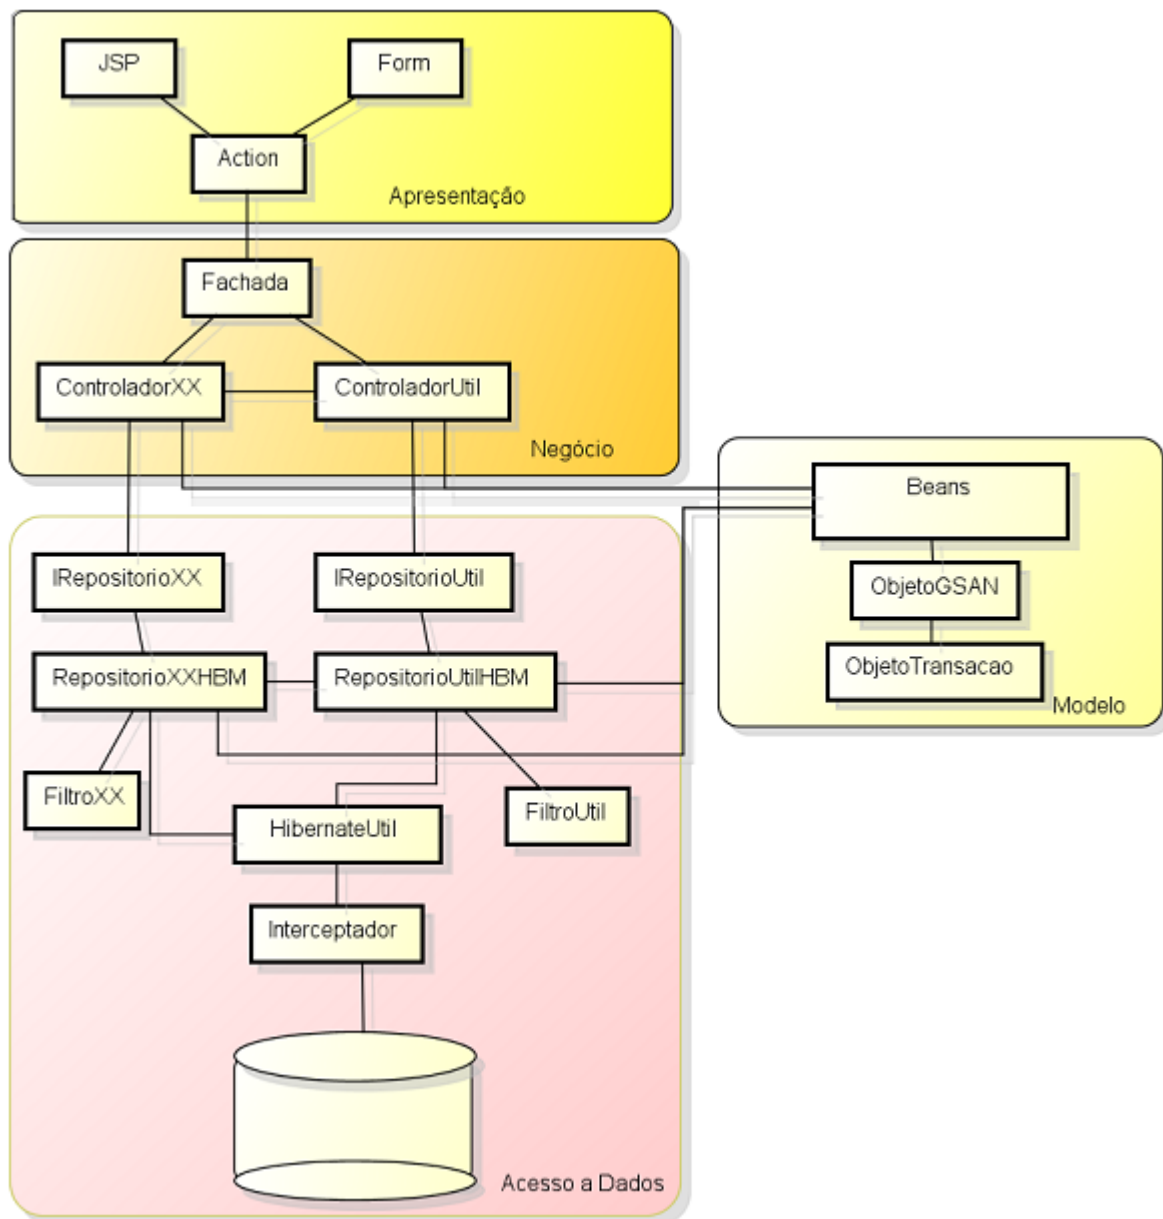 JSP
Form
Action
Apresentação
Fachada
ControladorXX
ControladorUtil
Negócio
Beans
ObjetoGSAN
ObjetoTransacao
Modelo
IRepositorioXX
IRepositorioUtil
RepositorioXXHBM
RepositorioUtilHBM
FiltroXX
HibernateUtil
FiltroUtil
Interceptador
Acesso a Dados